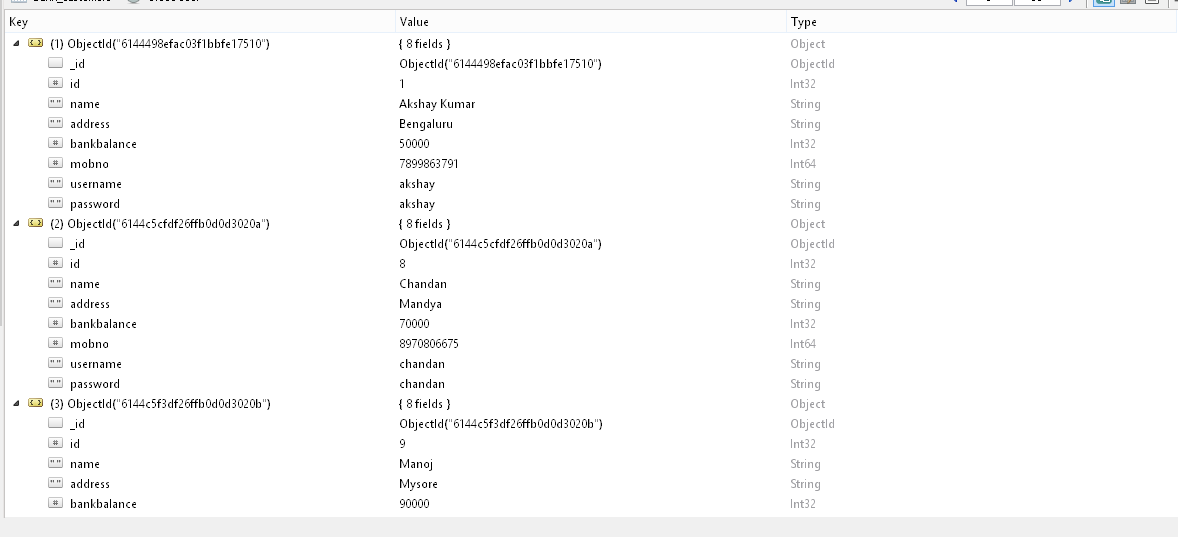 Key Value Type
(1) ObjectId("6144498efac03f1bbfe17510") { 8 fields } Object
_id ObjectId("6144498efac03f1bbfe17510") ObjectId
# id 1 Int32
"" name Akshay Kumar String
"" address Bengaluru String
# bankbalance 50000 Int32
# mobno 7899863791 Int64
"" username akshay String
"" password akshay String
(2) ObjectId("6144c5cfdf26ffb0d0d3020a") { 8 fields } Object
_id ObjectId("6144c5cfdf26ffb0d0d3020a") ObjectId
# id 8 Int32
"" name Chandan String
"" address Mandya String
# bankbalance 70000 Int32
# mobno 8970806675 Int64
"" username chandan String
"" password chandan String
(3) ObjectId("6144c5f3df26ffb0d0d3020b") { 8 fields } Object
_id ObjectId("6144c5f3df26ffb0d0d3020b") ObjectId
# id 9 Int32
"" name Manoj String
"" address Mysore String
# bankbalance 90000 Int32